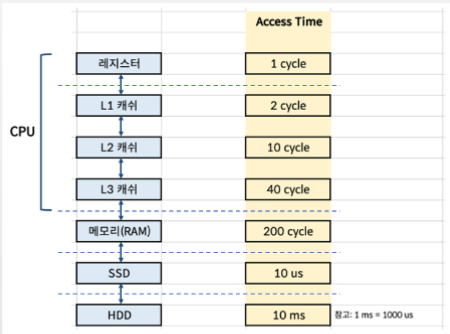 Access Time
레지스터 1 cycle
L1 캐쉬 2 cycle
CPU
L2 캐쉬 10 cycle
L3 캐쉬 40 cycle
메모리(RAM) 200 cycle
SSD 10 us
HDD 10 ms 참고: 1 ms = 1000 us